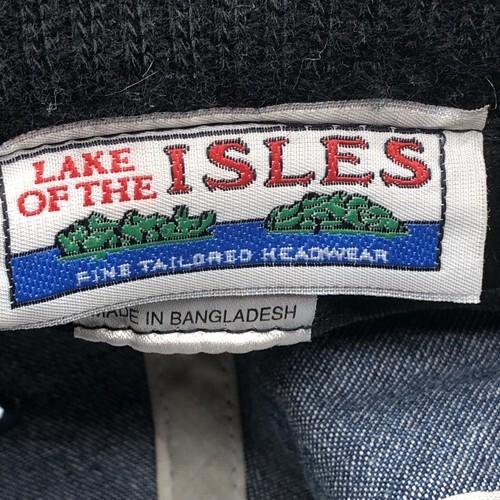 LAKE
OF THE ISLES
FINE TAILORED HEADWEAR
MADE IN BANGLADESH